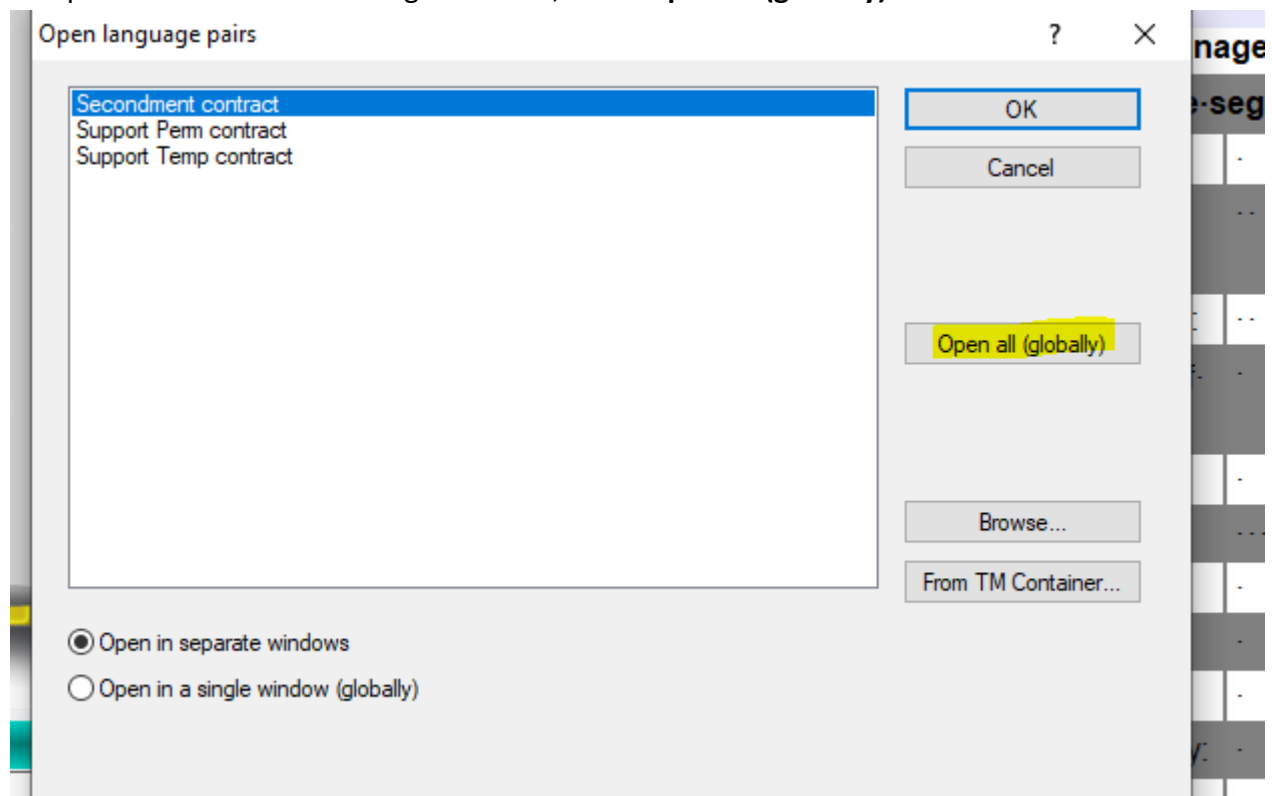 Open language pairs
?
nage
Secondment contract
e-seg
OK
Support Perm contract
Support Temp contract
Cancel
Open all (globally)
Browse...
From TM Container...
Open in separate windows
Open in a single window (globally)
y: